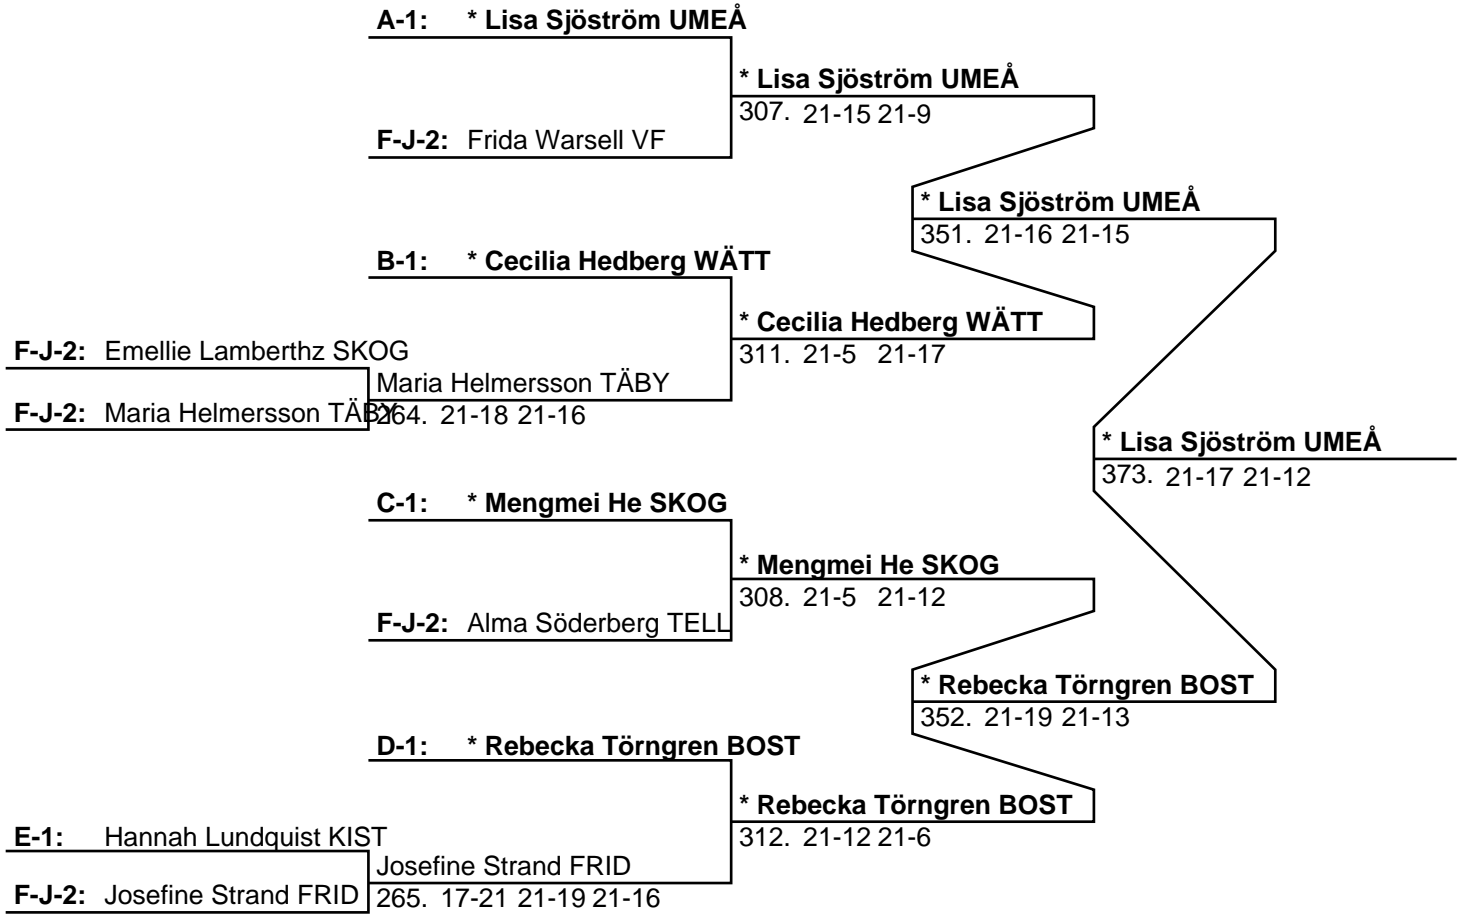 A-1: * Lisa Sjöström UMEÅ
* Lisa Sjöström UMEÅ
307. 21-15 21-9
F-J-2: Frida Warsell VF
* Lisa Sjöström UMEÅ
351. 21-16 21-15
B-1: * Cecilia Hedberg WÄTT
* Cecilia Hedberg WÄTT
311. 21-5 21-17
F-J-2: Emellie Lamberthz SKOG
Maria Helmersson TÄBY
264. 21-18 21-16
F-J-2: Maria Helmersson TÄBY
* Lisa Sjöström UMEÅ
373. 21-17 21-12
C-1: * Mengmei He SKOG
* Mengmei He SKOG
308. 21-5 21-12
F-J-2: Alma Söderberg TELL
* Rebecka Törngren BOST
352. 21-19 21-13
D-1: * Rebecka Törngren BOST
* Rebecka Törngren BOST
312. 21-12 21-6
E-1: Hannah Lundquist KIST
Josefine Strand FRID
265. 17-21 21-19 21-16
F-J-2: Josefine Strand FRID